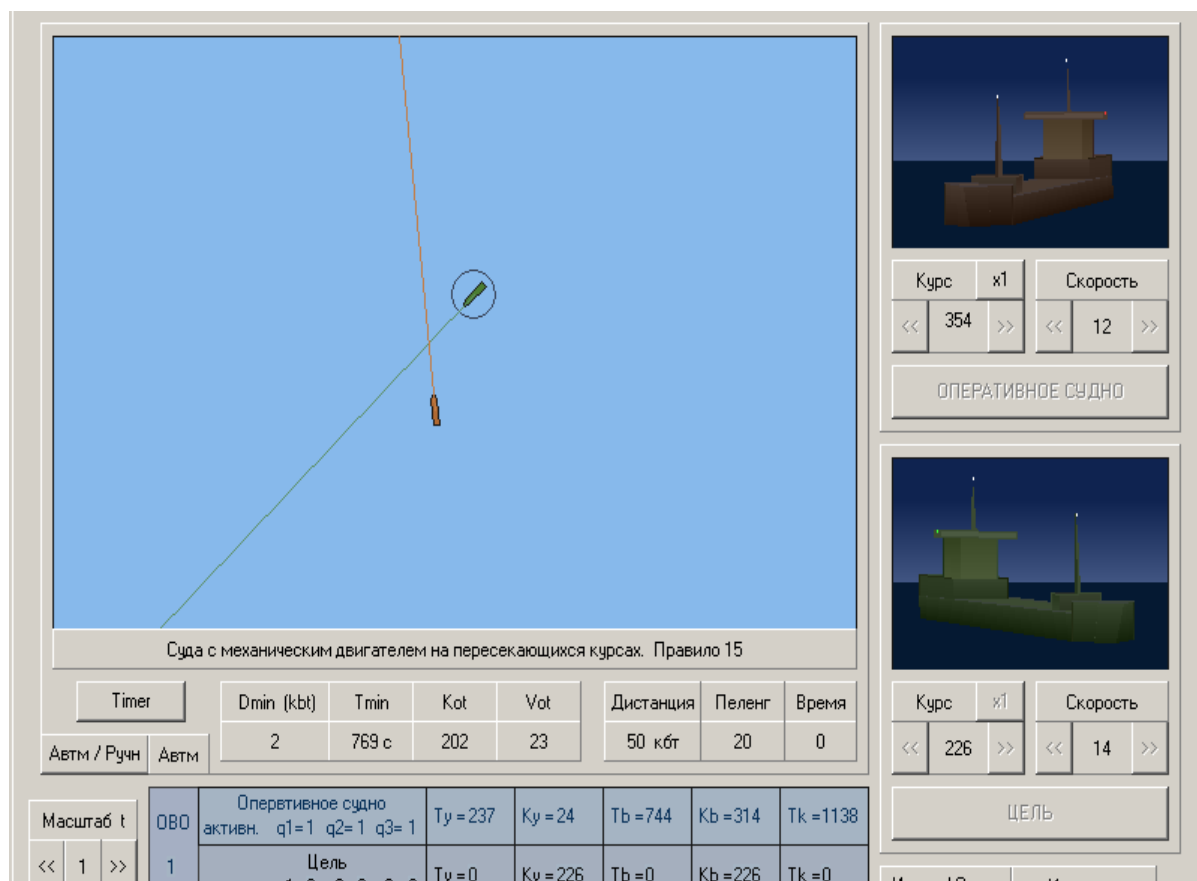 Курс x1
Скорость
<< 354 >>
<< 12 >>
ОПЕРАТИВНОЕ СУДНО
Суда с механическим двигателем на пересекающихся курсах. Правило 15
Timer
Dmin (kbt) Tmin Kot Vot
2 769 с 202 23
Дистанция Пеленг Время
50 кбт 20 0
Автм / Ручн Автм
Курс x1
Скорость
<< 226 >>
<< 14 >>
ЦЕЛЬ
Масштаб t
<< 1 >>
ОВО
1
Опервтивное судно
активн. q1=1 q2=1 q3=1
Ty =237 Ky =24 Tb =744 Kb =314 Tk =1138
Цель
Ty =0 Ky =226 Tb =0 Kb =226 Tk =0